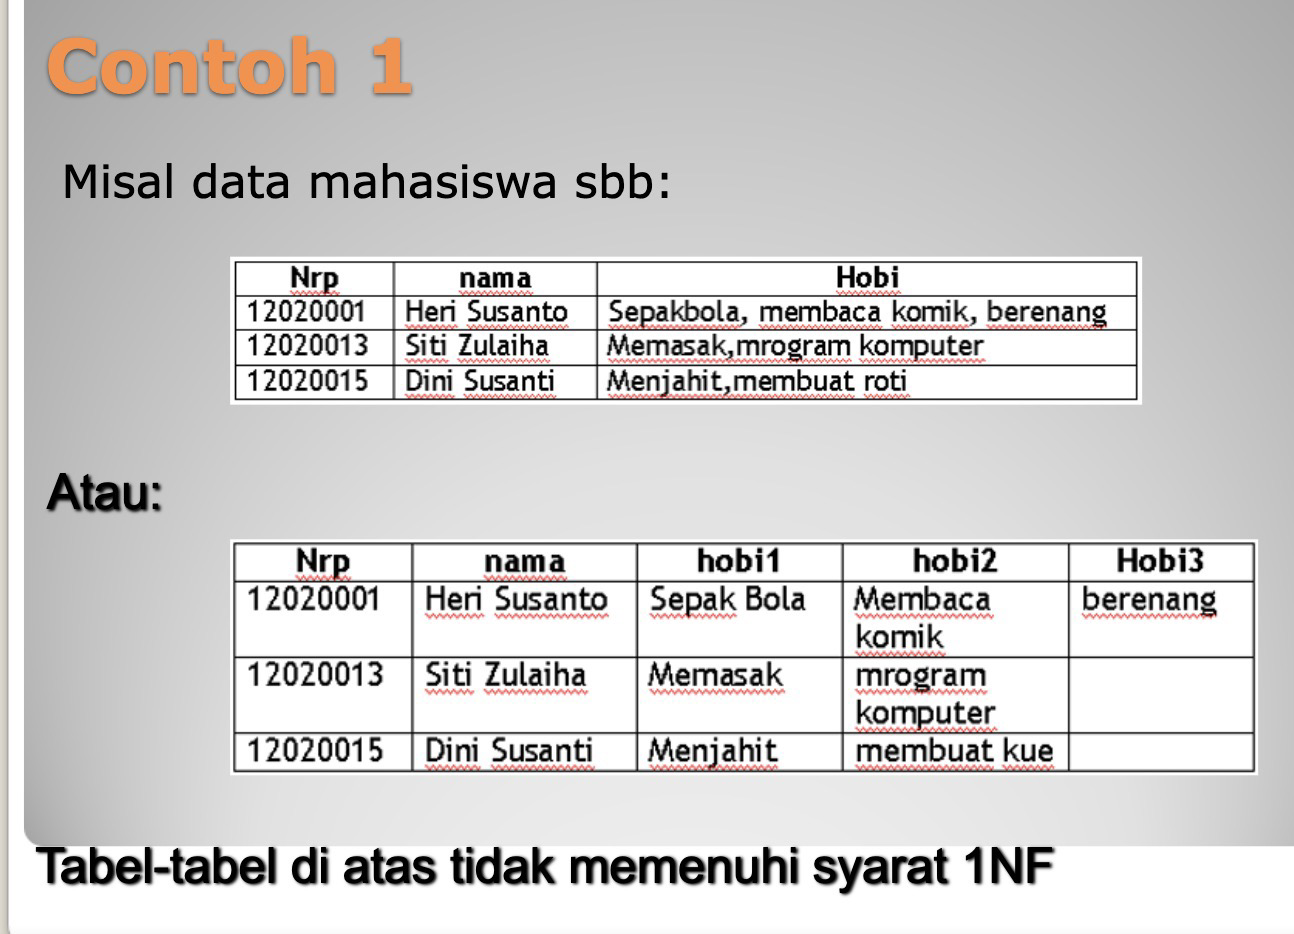 Contoh 1
Misal data mahasiswa sbb:
Nrp nama Hobi
12020001 Heri Susanto Sepakbola, membaca komik, berenang
12020013 Siti Zulaiha Memasak,mrogram komputer
12020015 Dini Susanti Menjahit,membuat roti
Atau:
Nrp nama hobi1 hobi2 Hobi3
12020001 Heri Susanto Sepak Bola Membaca berenang
komik
12020013 Siti Zulaiha Memasak mrogram
komputer
12020015 Dini Susanti Menjahit membuat kue
Tabel-tabel di atas tidak memenuhi syarat 1NF